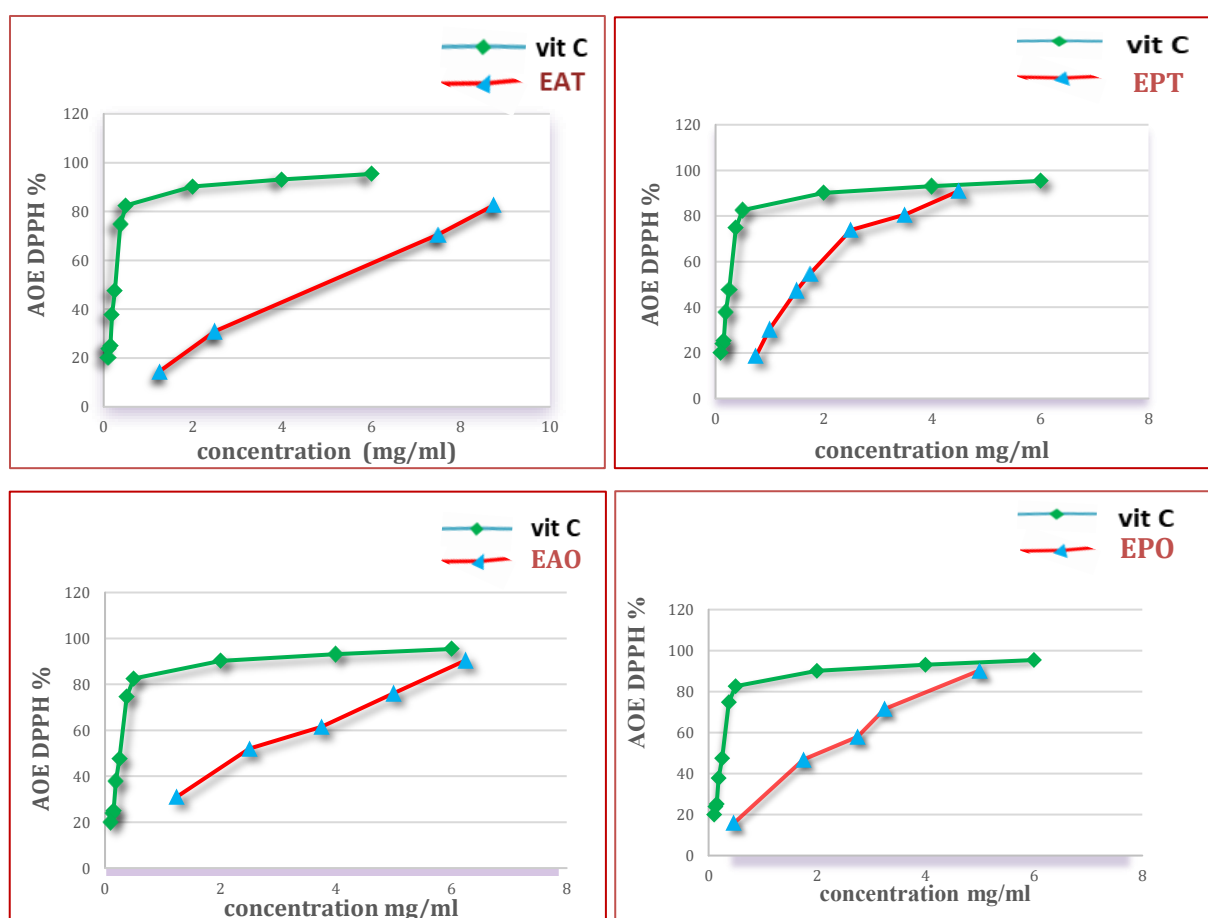 vit C
EAT
AOE DPPH %
120
100
80
60
40
20
0
0 2 4 6 8 10
concentration (mg/ml)
vit C
EPT
AOE DPPH %
120
100
80
60
40
20
0
0 2 4 6 8
concentration mg/ml
vit C
EAO
AOE DPPH %
120
100
80
60
40
20
0
0 2 4 6 8
concentration mg/ml
vit C
EPO
AOE DPPH %
120
100
80
60
40
20
0
0 2 4 6 8
concentration mg/ml